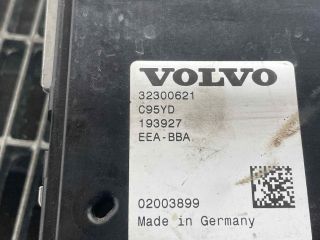 VOLVO
32300621
C95YD
193927
EEA-BBA
02003899
Made in Germany